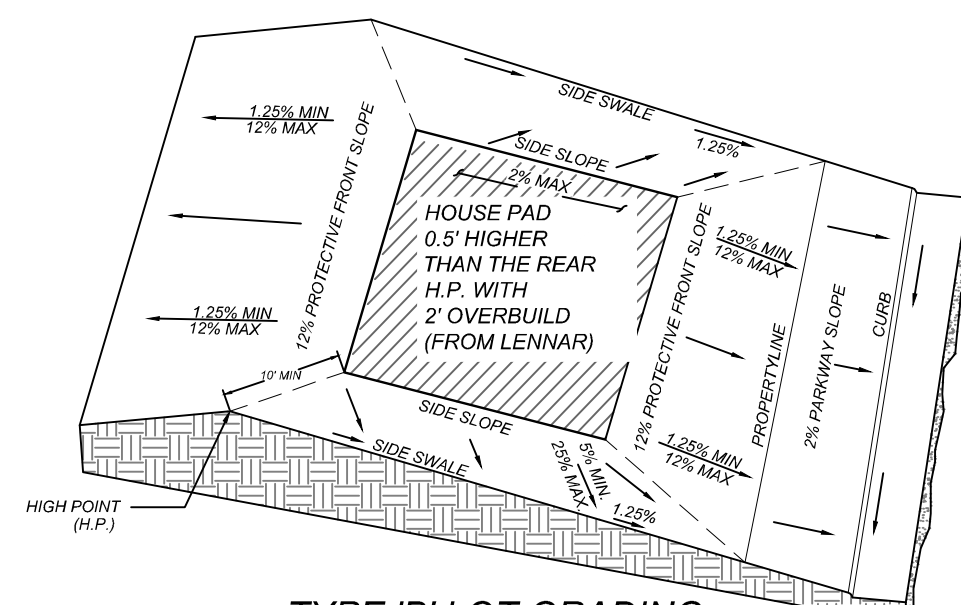 1.25% MIN
12% MAX
12% PROTECTIVE FRONT SLOPE
1.25% MIN
12% MAX
10' MIN
HIGH POINT
(H.P.)
SIDE SWALE
1.25%
SIDE SLOPE
2% MAX
HOUSE PAD
0.5' HIGHER
THAN THE REAR
H.P. WITH
2' OVERBUILD
(FROM LENNAR)
SIDE SLOPE
SIDE SWALE
5% MIN.
25% MAX
1.25%
12% PROTECTIVE FRONT SLOPE
1.25% MIN
12% MAX
1.25% MIN
12% MAX
PROPERTYLINE
2% PARKWAY SLOPE
CURB
LOT GRADING